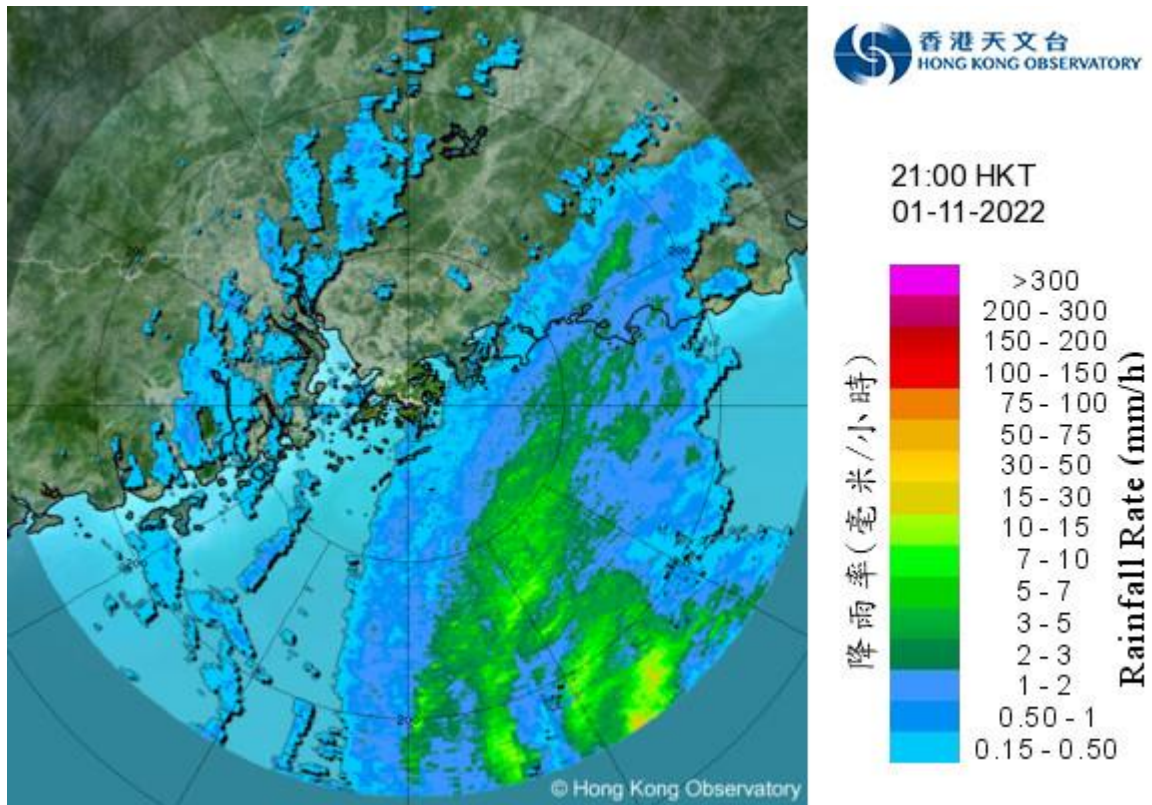 香港天文台
HONG KONG OBSERVATORY
21:00 HKT
01-11-2022
>300
200 - 300
150 - 200
100 - 150
75 - 100
50 - 75
30 - 50
15 - 30
10 - 15
7 - 10
5 - 7
3 - 5
2 - 3
1 - 2
0.50 - 1
0.15 - 0.50
降雨率(毫米/小時)
Rainfall Rate (mm/h)
200
200
200
© Hong Kong Observatory